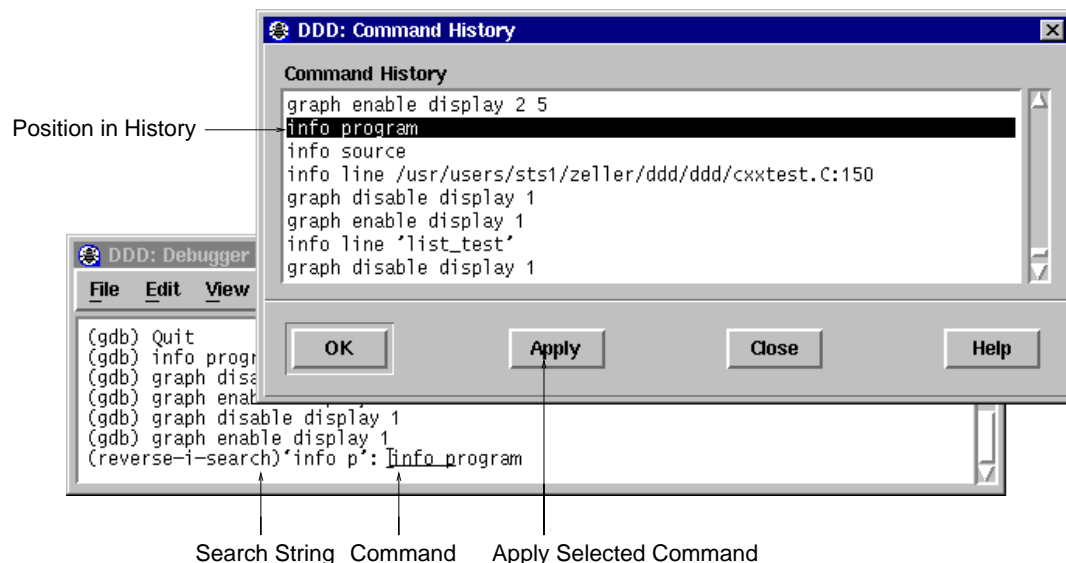 DDD: Command History
Command History
graph enable display 2 5
Position in History
info program
info source
info line /usr/users/sts1/zeller/ddd/ddd/cxxtest.C:150
graph disable display 1
graph enable display 1
info line 'list_test'
graph disable display 1
OK Apply Close Help
DDD: Debugger
File Edit View
(gdb) Quit
(gdb) info progr
(gdb) graph disa
(gdb) graph enable display 1
(gdb) graph disable display 1
(gdb) graph enable display 1
(reverse-i-search)‘info p’: info program
Search String Command Apply Selected Command